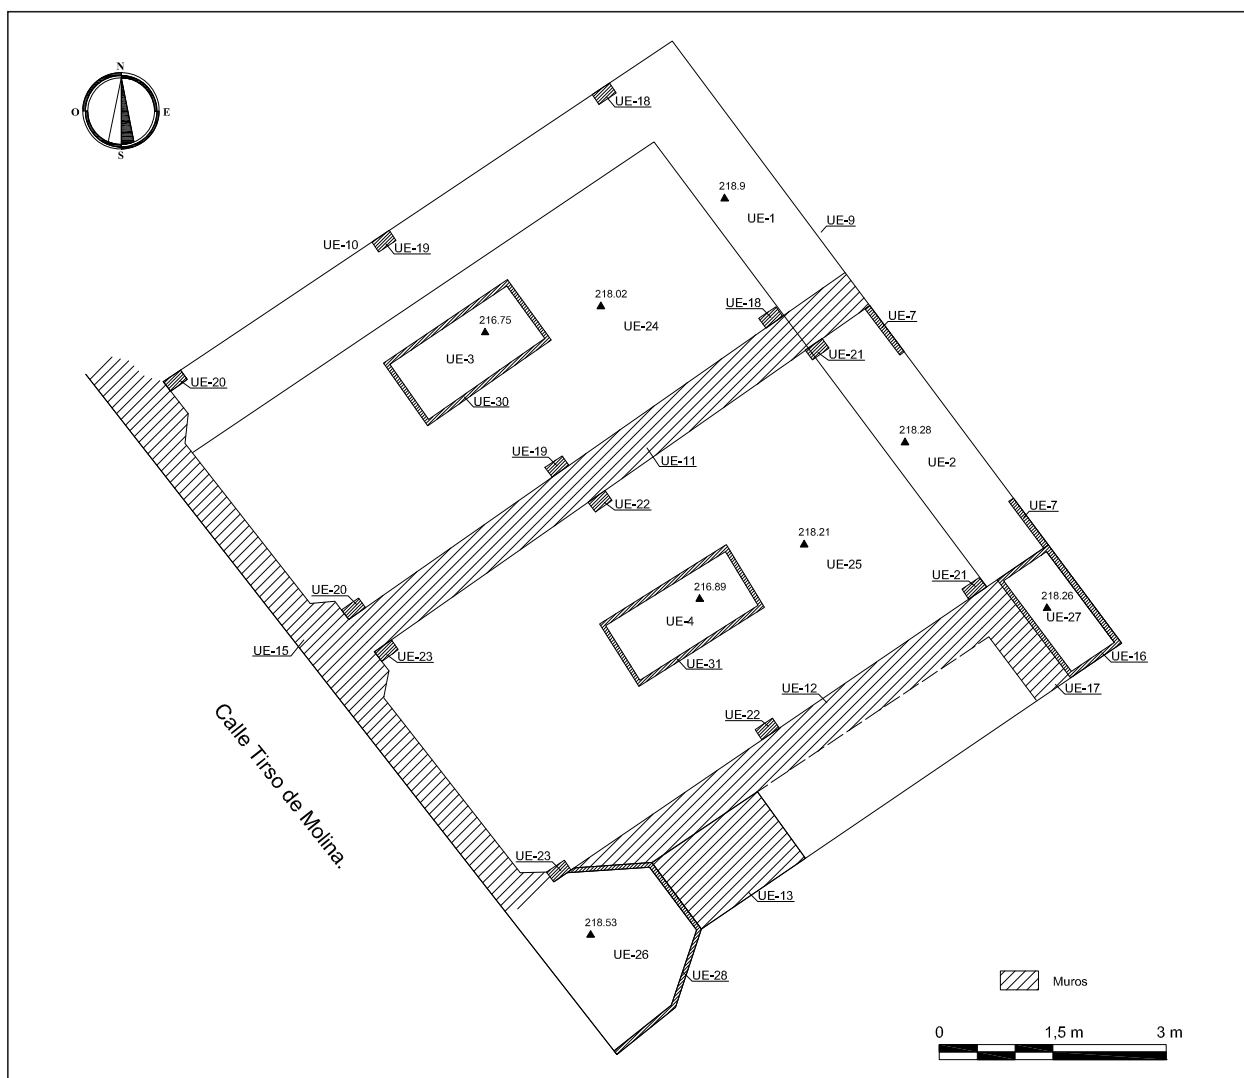 N
O E
S
UE-18
218.9
UE-1
UE-9
UE-10
UE-19
218.02
UE-24
UE-18
UE-7
216.75
UE-3
UE-21
UE-20
UE-30
218.28
UE-2
UE-19
UE-11
UE-22
UE-7
218.21
UE-25
UE-21
UE-20
216.89
UE-4
218.26
UE-27
UE-15
UE-23
UE-31
UE-16
UE-17
UE-12
UE-22
Calle Tirso de Molina.
UE-23
UE-13
218.53
UE-26
UE-28
Muros
0 1,5 m 3 m